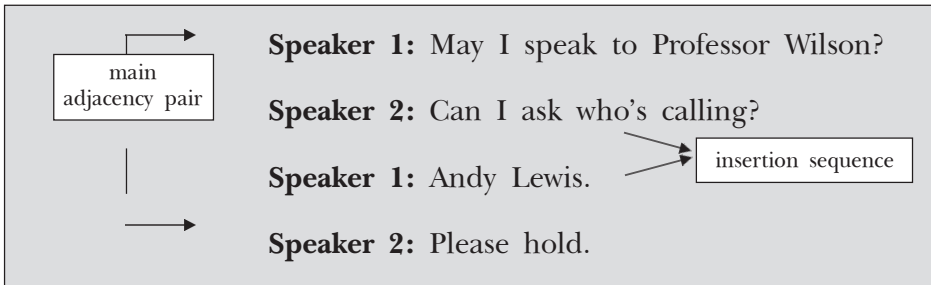 Speaker 1: May I speak to Professor Wilson?
main
adjacency pair
Speaker 2: Can I ask who's calling?
insertion sequence
Speaker 1: Andy Lewis.
Speaker 2: Please hold.